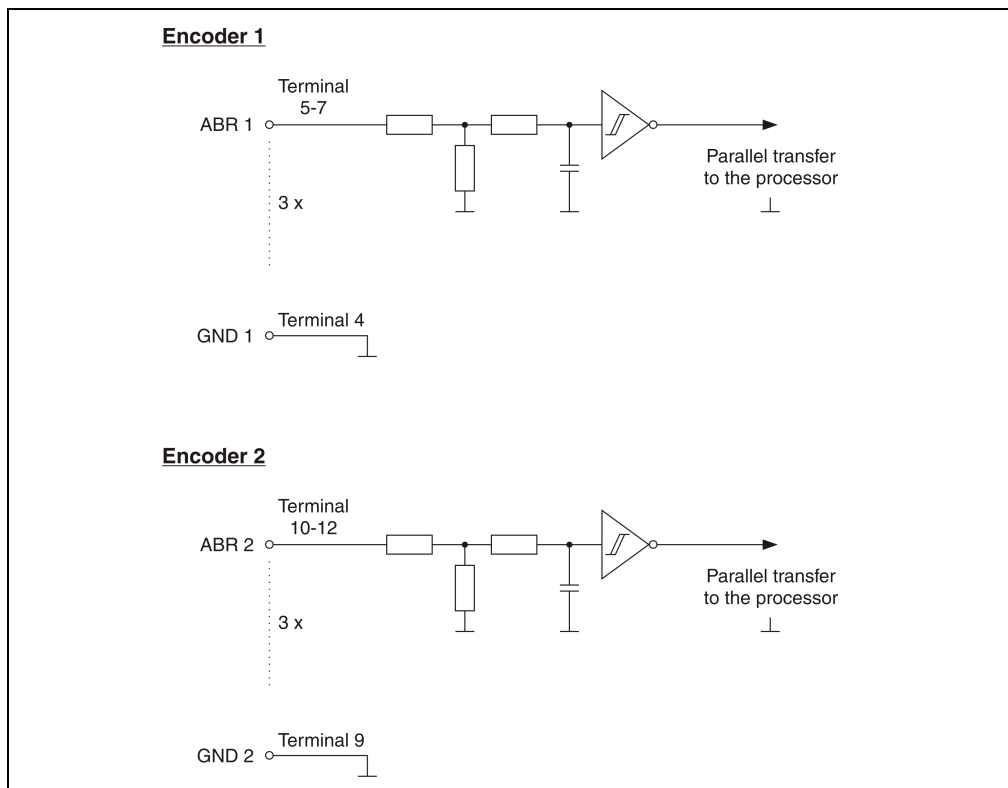 Encoder 1
Terminal
5-7
ABR 1
Parallel transfer
to the processor
3 x
Terminal 4
GND 1
Encoder 2
Terminal
10-12
ABR 2
Parallel transfer
to the processor
3 x
Terminal 9
GND 2